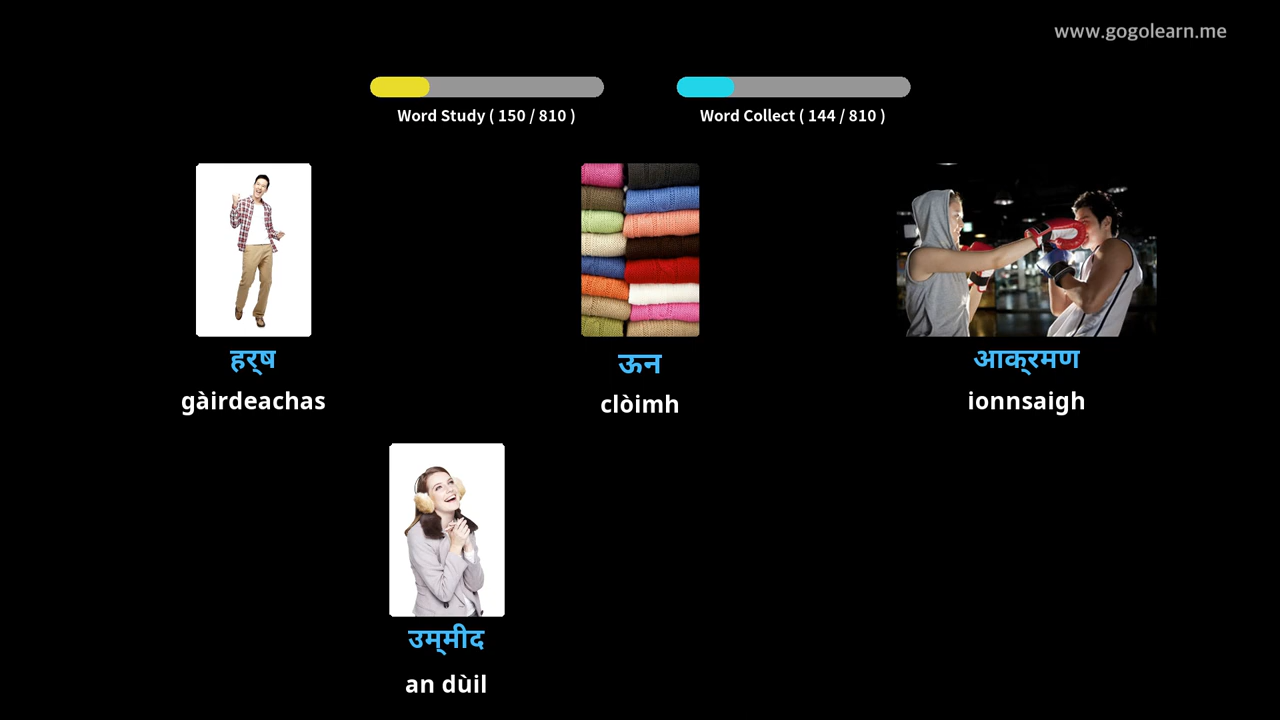 www.gogolearn.me
Word Study ( 150 / 810 )
Word Collect ( 144 / 810 )
हर्‌ष
gàirdeachas
ऊन
clòimh
आक्‌रमण
ionnsaigh
उम्‌मीद
an dùil